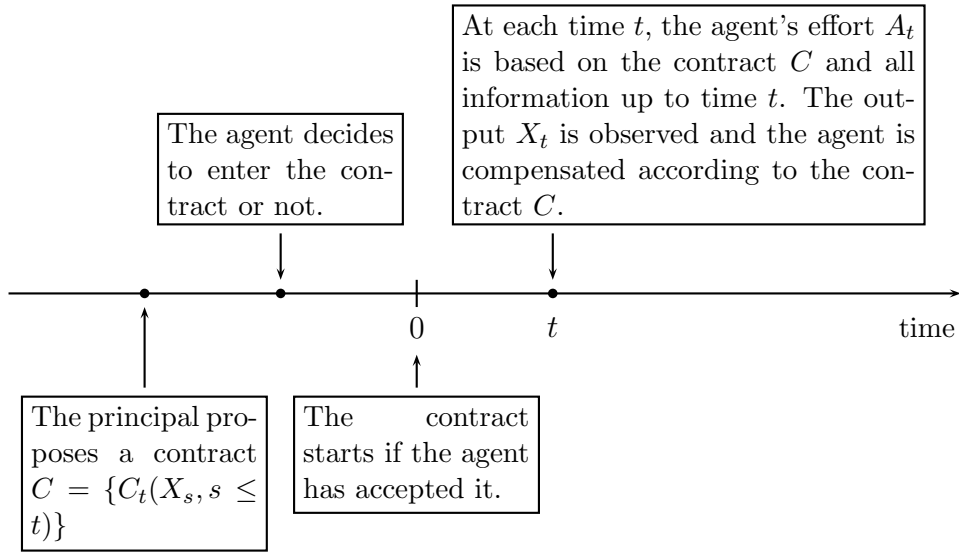 At each time t, the agent's effort A_t
is based on the contract C and all
information up to time t. The out-
put X_t is observed and the agent is
compensated according to the con-
tract C.
The agent decides
to enter the con-
tract or not.
0
t
time
The principal pro-
poses a contract
C = {C_t(X_s, s ≤
t)}
The contract
starts if the agent
has accepted it.